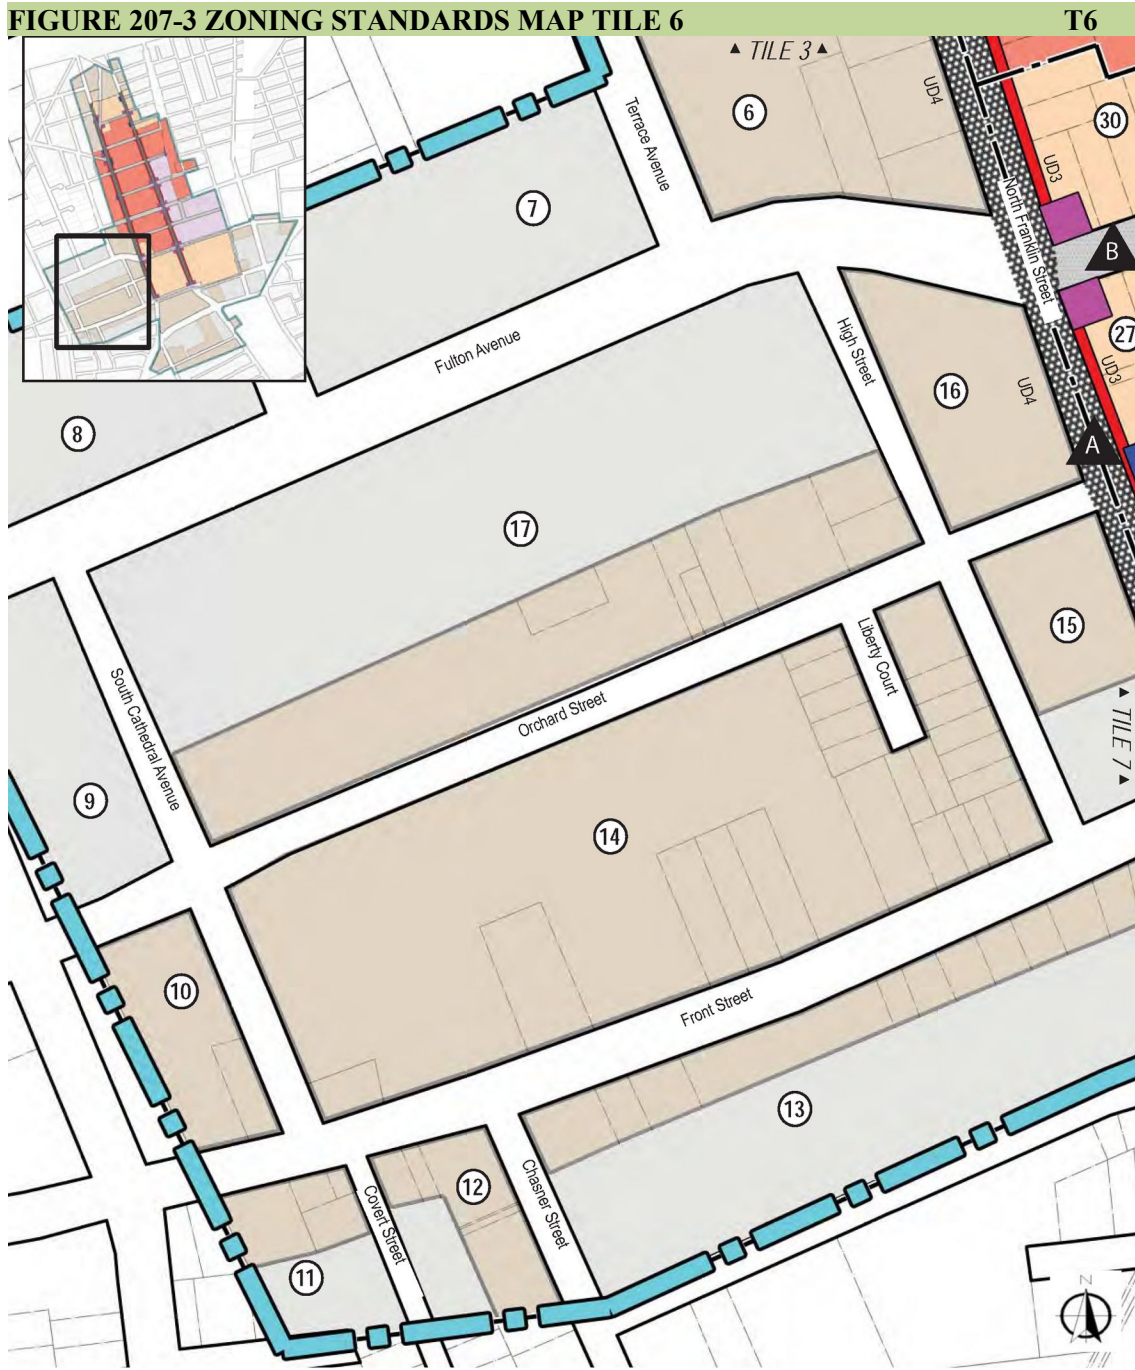 FIGURE 207-3 ZONING STANDARDS MAP TILE 6 T6
▲ TILE 3 ▲
UD4
6
30
Terrace Avenue
UD3
7
North Franklin Street
B
Fulton Avenue
High Street
27
UD3
UD4
16
8
A
17
15
Liberty Court
South Cathedral Avenue
Orchard Street
▲ TILE 7 ▲
9
14
10
Front Street
13
12
Chasner Street
Covert Street
11
N